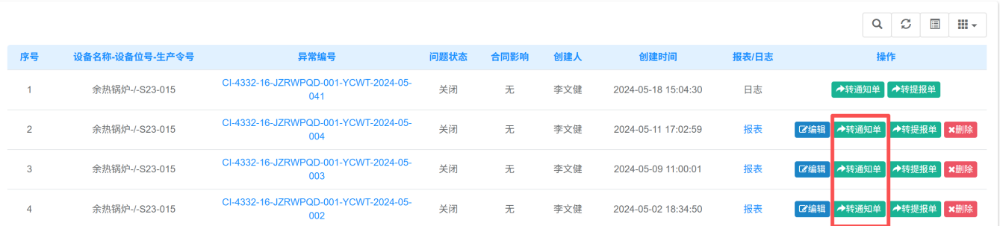 序号 设备名称-设备位号-生产令号 异常编号 问题状态 合同影响 创建人 创建时间 报表/日志 操作
1 余热锅炉-/-S23-015 CI-4332-16-JZRWPQD-001-YCWT-2024-05- 关闭 无 李文健 2024-05-18 15:04:30 日志 转通知单 转提报单
041
2 余热锅炉-/-S23-015 CI-4332-16-JZRWPQD-001-YCWT-2024-05- 关闭 无 李文健 2024-05-11 17:02:59 报表 编辑 转通知单 转提报单 删除
004
3 余热锅炉-/-S23-015 CI-4332-16-JZRWPQD-001-YCWT-2024-05- 关闭 无 李文健 2024-05-09 11:00:01 报表 编辑 转通知单 转提报单 删除
003
4 余热锅炉-/-S23-015 CI-4332-16-JZRWPQD-001-YCWT-2024-05- 关闭 无 李文健 2024-05-02 18:34:50 报表 编辑 转通知单 转提报单 删除
002